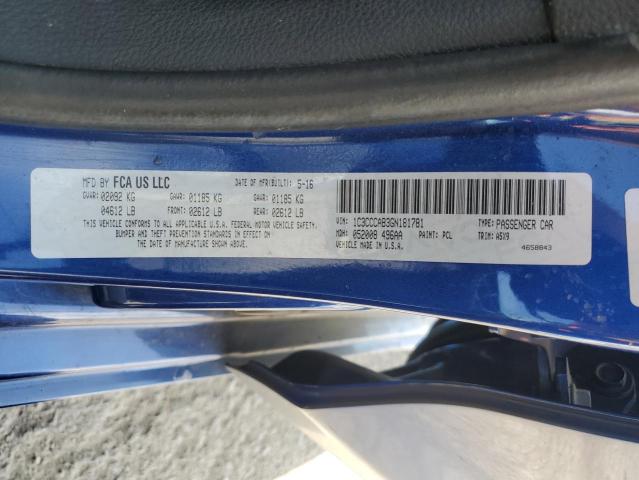 MFD BY FCA US LLC DATE OF MFR(BUILT): 5-16
GVWR: 02092 KG GAWR: 01185 KG GAWR: 01185 KG
04612 LB FRONT: 02612 LB REAR: 02612 LB
THIS VEHICLE CONFORMS TO ALL APPLICABLE U.S.A. FEDERAL MOTOR VEHICLE SAFETY,
BUMPER AND THEFT PREVENTION STANDARDS IN EFFECT ON
THE DATE OF MANUFACTURE SHOWN ABOVE.
VIN: 1C3CCCAB3GN181781 TYPE: PASSENGER CAR
MDH: 052008 496AA PAINT: PCL TRIM: A5X9
MADE IN U.S.A. 4658843